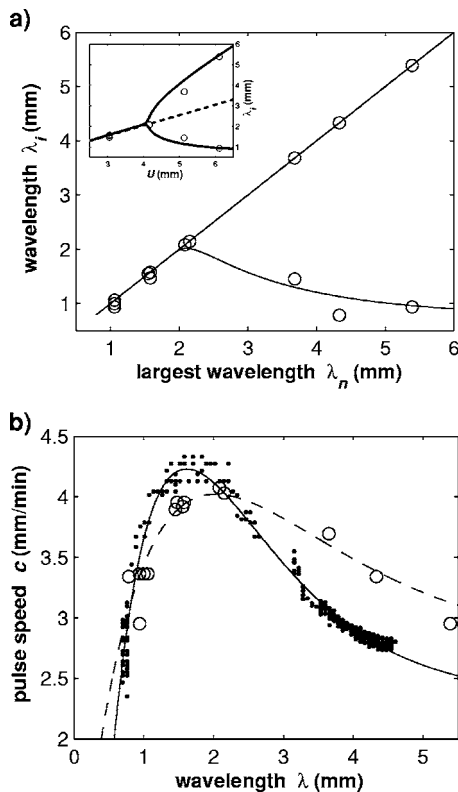 a)
6
5
4
3
2
1
wavelength λi (mm)
6
5
4
3
2
1
λi (mm)
3 4 5 6
U (mm)
1 2 3 4 5 6
largest wavelength λn (mm)
b)
4.5
4
3.5
3
2.5
2
pulse speed c (mm/min)
0 1 2 3 4 5
wavelength λ (mm)